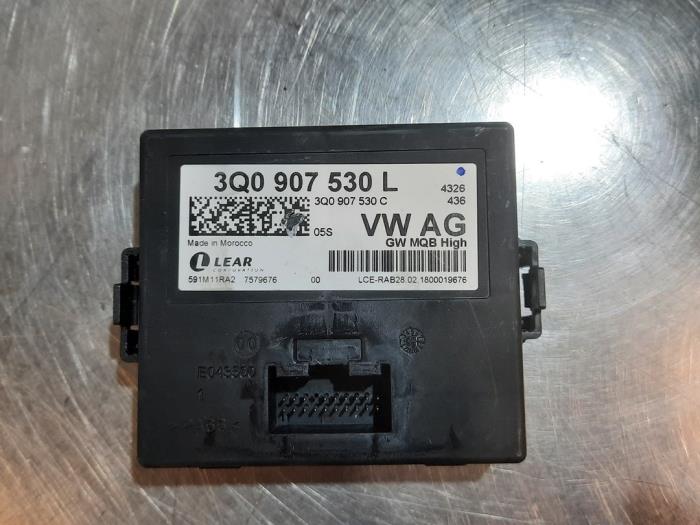 3Q0 907 530 L
4326
3Q0 907 530 C
436
05S
VW AG
GW MQB High
Made in Morocco
LEAR
CORPORATION
591M11RA2 7579676 00 LCE-RAB28.02.1800019676
1